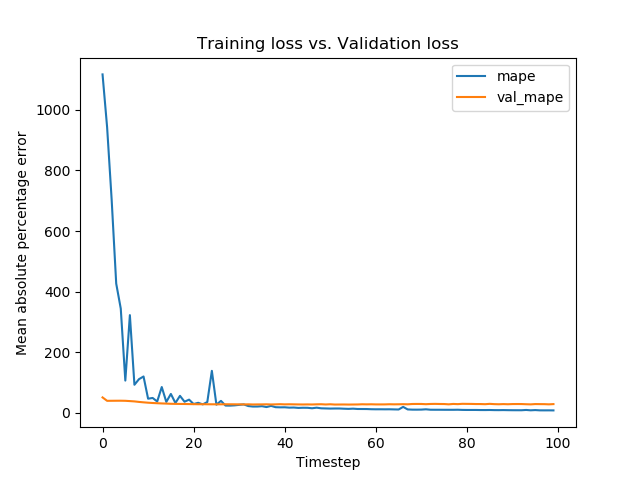 Training loss vs. Validation loss
mape
val_mape
Mean absolute percentage error
1000
800
600
400
200
0
0 20 40 60 80 100
Timestep